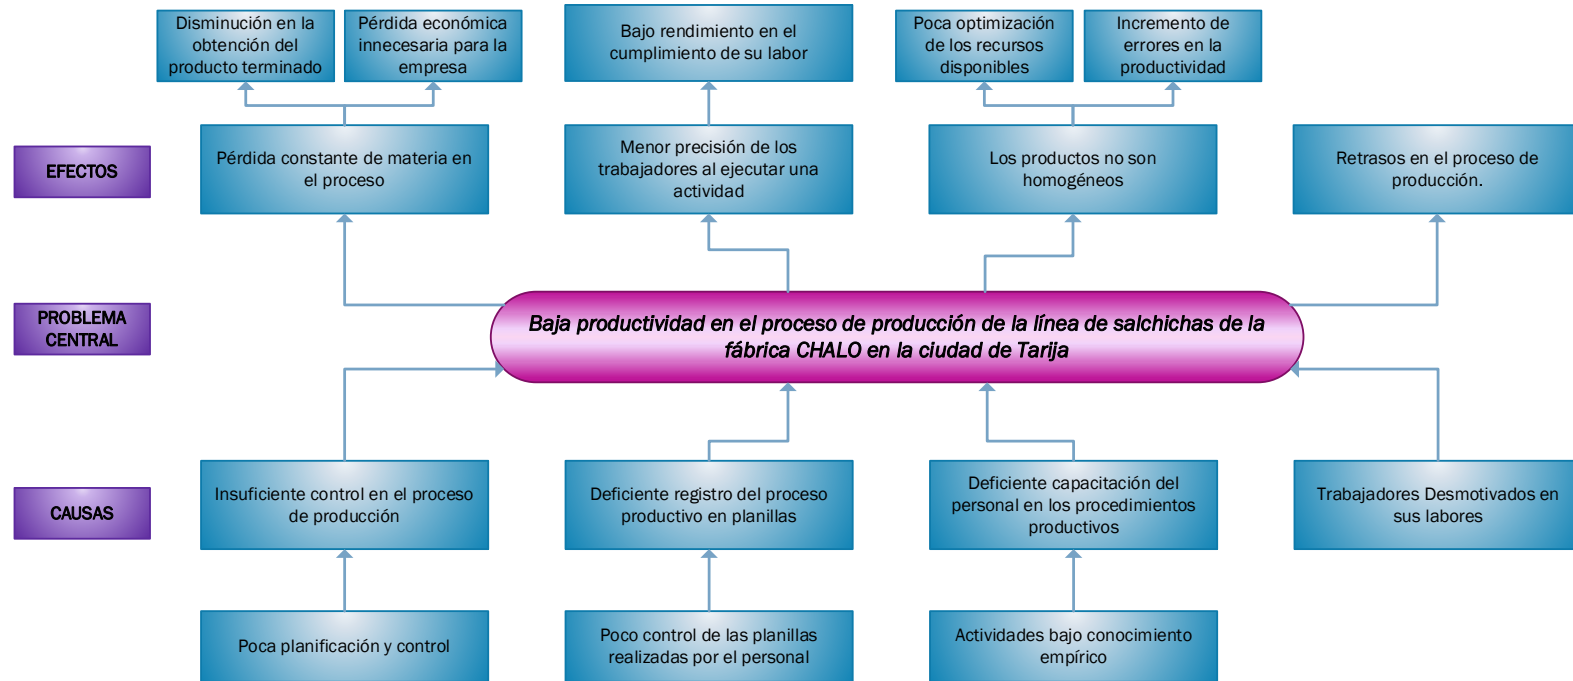 Disminución en la
obtención del
producto terminado
Pérdida económica
innecesaria para la
empresa
Bajo rendimiento en el
cumplimiento de su labor
Poca optimización
de los recursos
disponibles
Incremento de
errores en la
productividad
EFECTOS
Pérdida constante de materia en
el proceso
Menor precisión de los
trabajadores al ejecutar una
actividad
Los productos no son
homogéneos
Retrasos en el proceso de
producción.
PROBLEMA
CENTRAL
Baja productividad en el proceso de producción de la línea de salchichas de la
fábrica CHALO en la ciudad de Tarija
CAUSAS
Insuficiente control en el proceso
de producción
Deficiente registro del proceso
productivo en planillas
Deficiente capacitación del
personal en los procedimientos
productivos
Trabajadores Desmotivados en
sus labores
Poca planificación y control
Poco control de las planillas
realizadas por el personal
Actividades bajo conocimiento
empírico